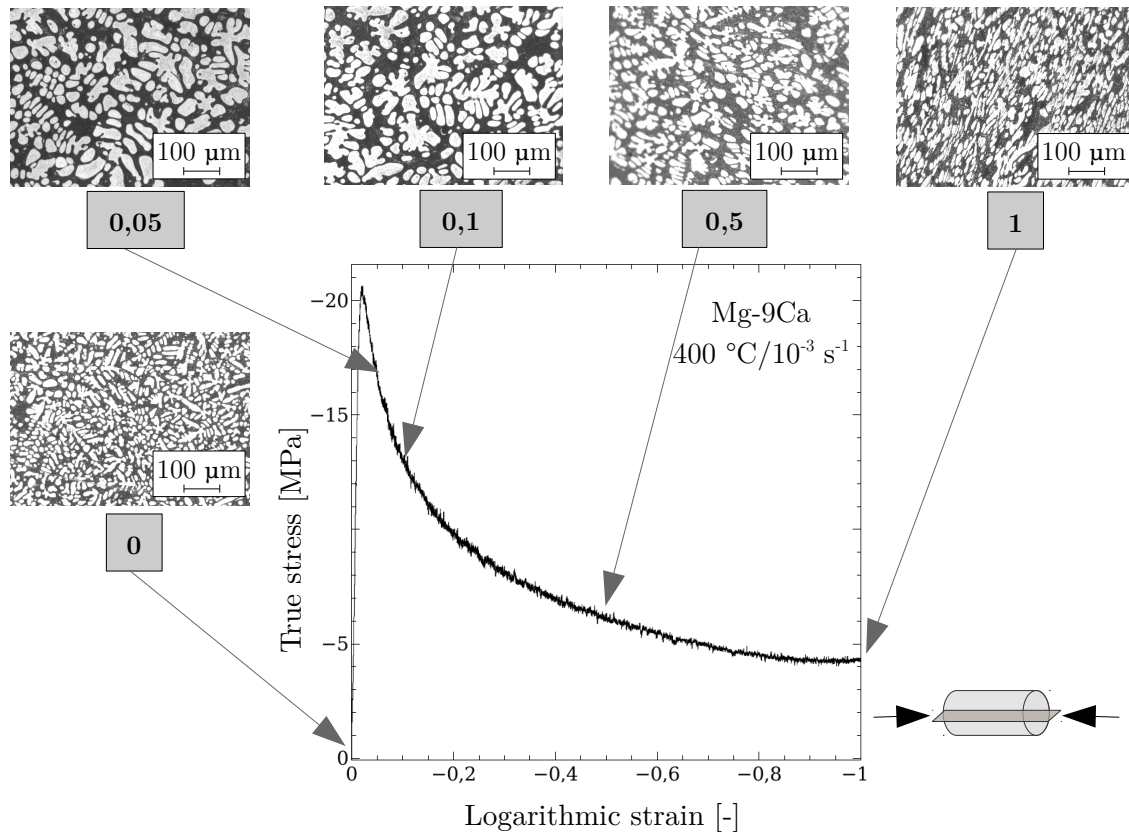 100 µm
100 µm
100 µm
100 µm
0,05
0,1
0,5
1
100 µm
0
Mg-9Ca
400 °C/10⁻³ s⁻¹
−20
−15
−10
−5
0
True stress [MPa]
0
−0,2
−0,4
−0,6
−0,8
−1
Logarithmic strain [-]